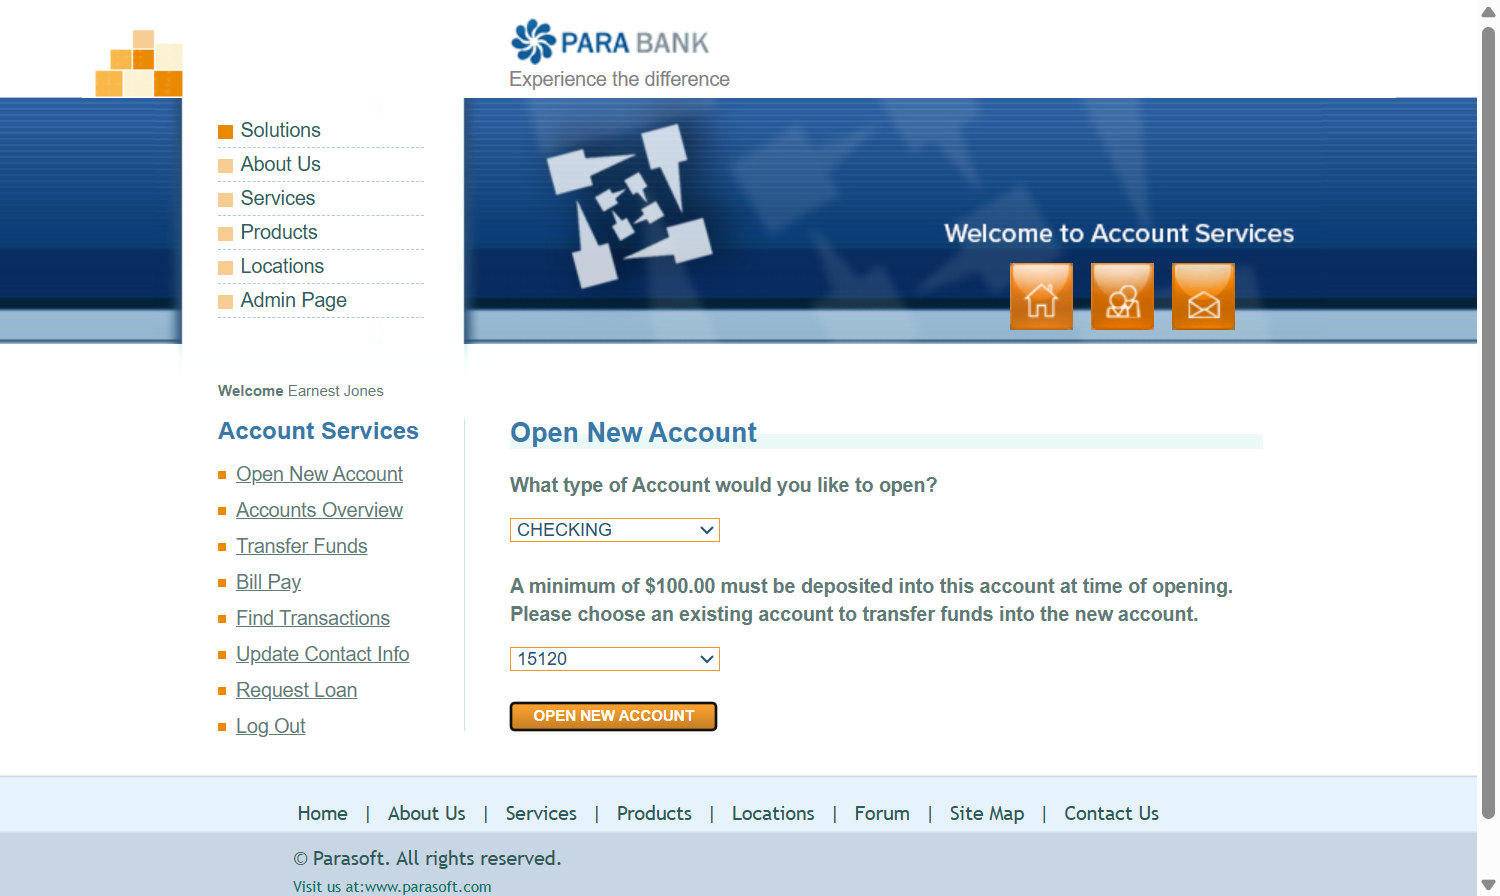 PARA BANK
Experience the difference
Solutions
About Us
Services
Products
Locations
Admin Page
Welcome to Account Services
Welcome Earnest Jones
Account Services
Open New Account
Accounts Overview
Transfer Funds
Bill Pay
Find Transactions
Update Contact Info
Request Loan
Log Out
Open New Account
What type of Account would you like to open?
CHECKING
A minimum of $100.00 must be deposited into this account at time of opening.
Please choose an existing account to transfer funds into the new account.
15120
OPEN NEW ACCOUNT
Home | About Us | Services | Products | Locations | Forum | Site Map | Contact Us
© Parasoft. All rights reserved.
Visit us at:www.parasoft.com